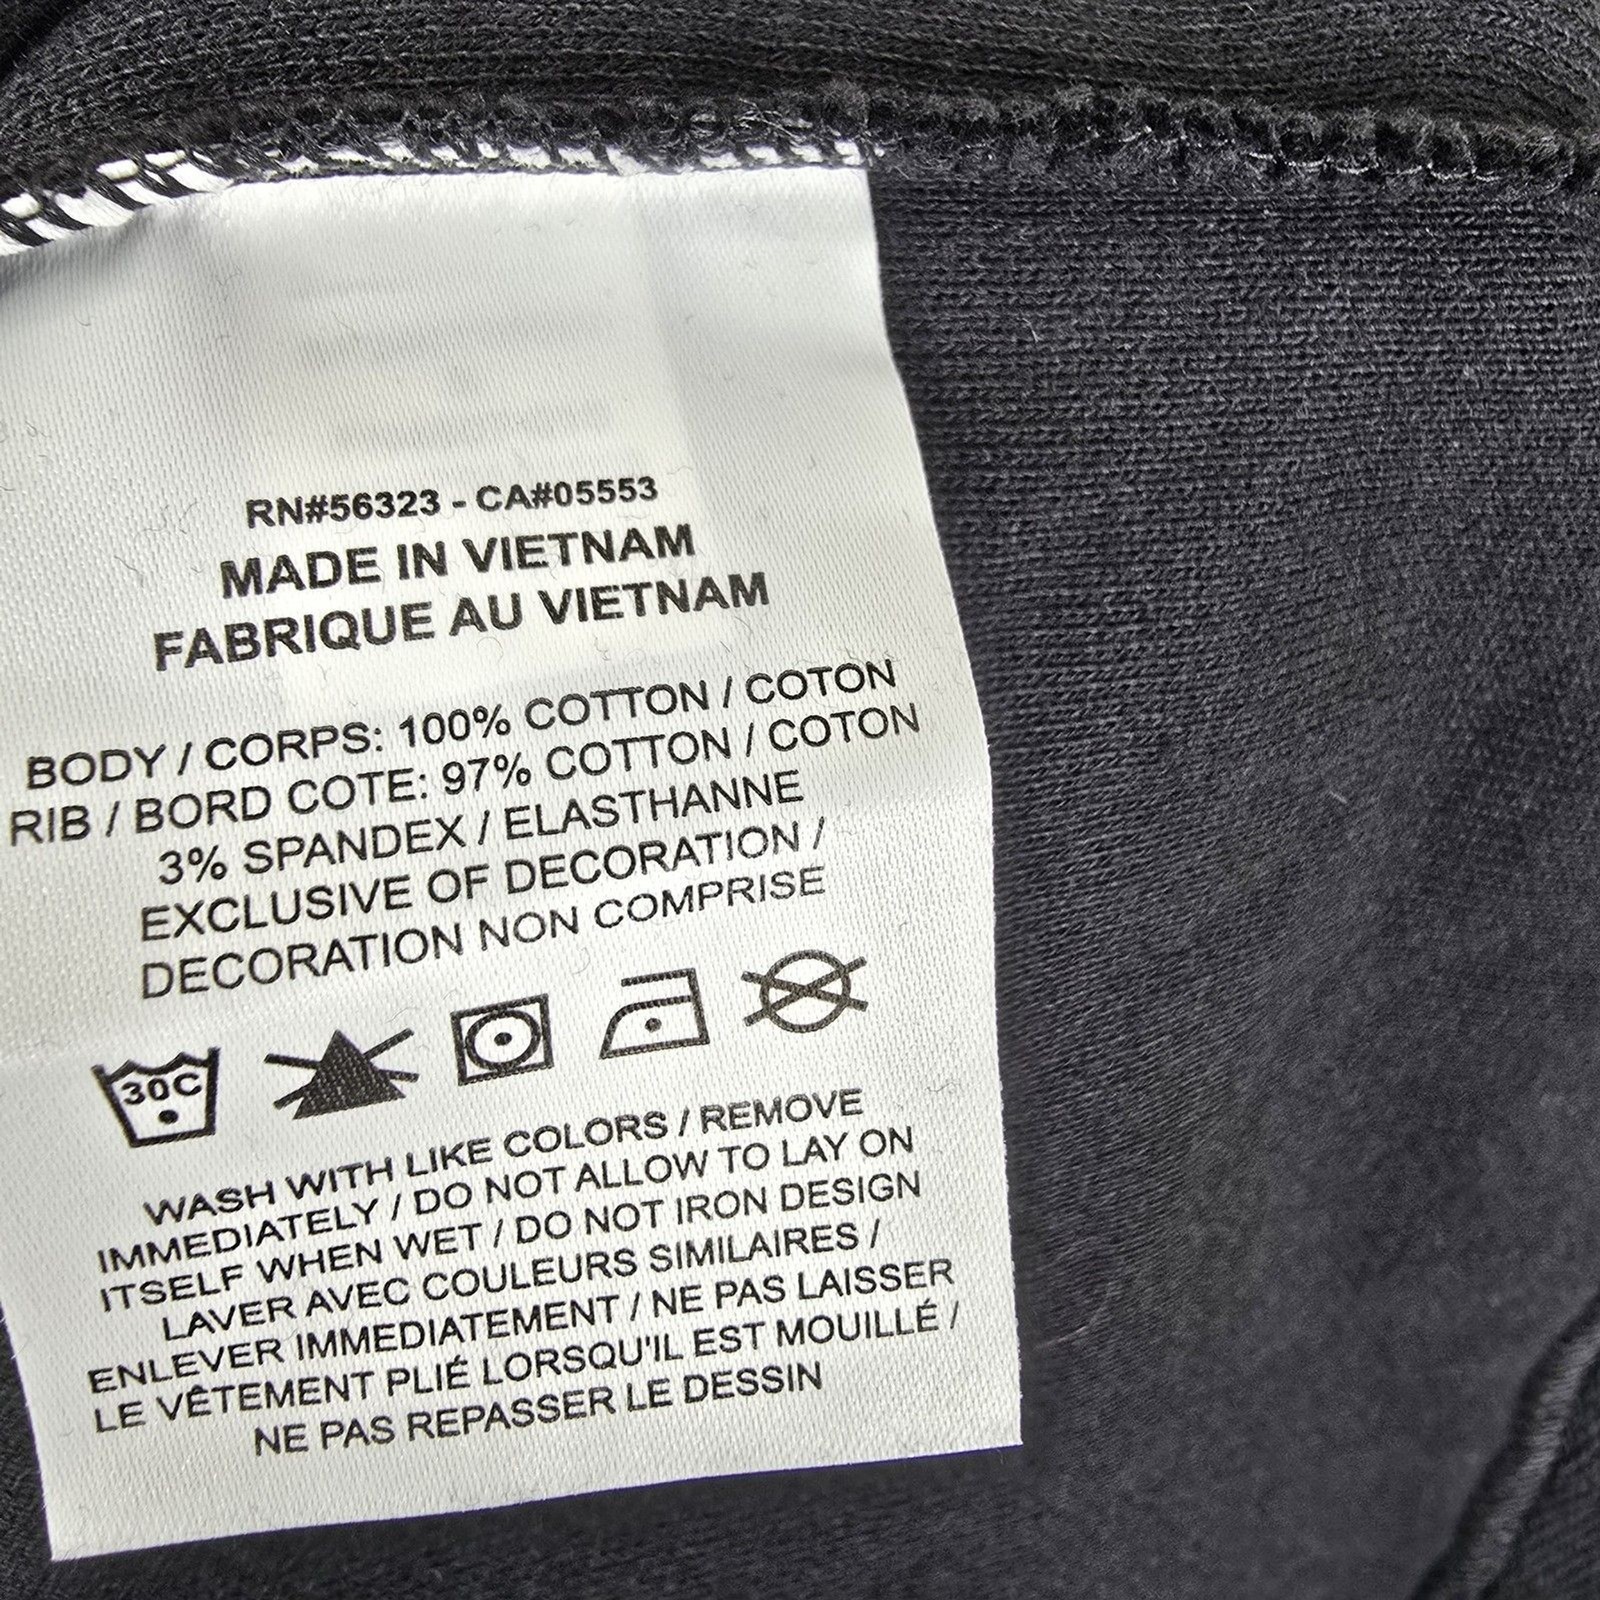 RN#56323 - CA#05553
MADE IN VIETNAM
FABRIQUE AU VIETNAM
BODY / CORPS: 100% COTTON / COTON
RIB / BORD COTE: 97% COTTON / COTON
3% SPANDEX / ELASTHANNE
EXCLUSIVE OF DECORATION /
DECORATION NON COMPRISE
30C
WASH WITH LIKE COLORS / REMOVE
IMMEDIATELY / DO NOT ALLOW TO LAY ON
ITSELF WHEN WET / DO NOT IRON DESIGN
LAVER AVEC COULEURS SIMILAIRES /
ENLEVER IMMEDIATEMENT / NE PAS LAISSER
LE VÊTEMENT PLIÉ LORSQU'IL EST MOUILLÉ /
NE PAS REPASSER LE DESSIN